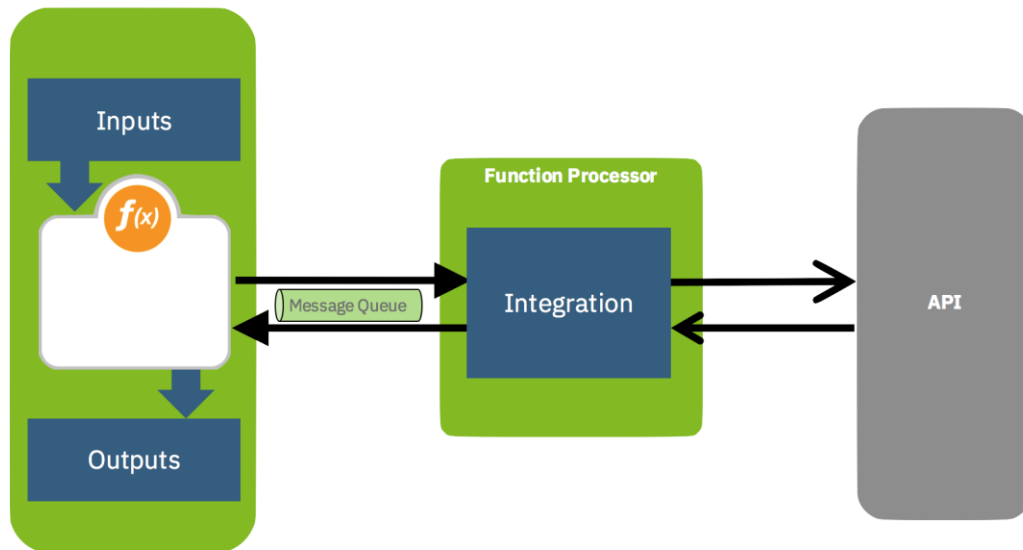 Inputs
f(x)
Function Processor
Message Queue
Integration
API
Outputs